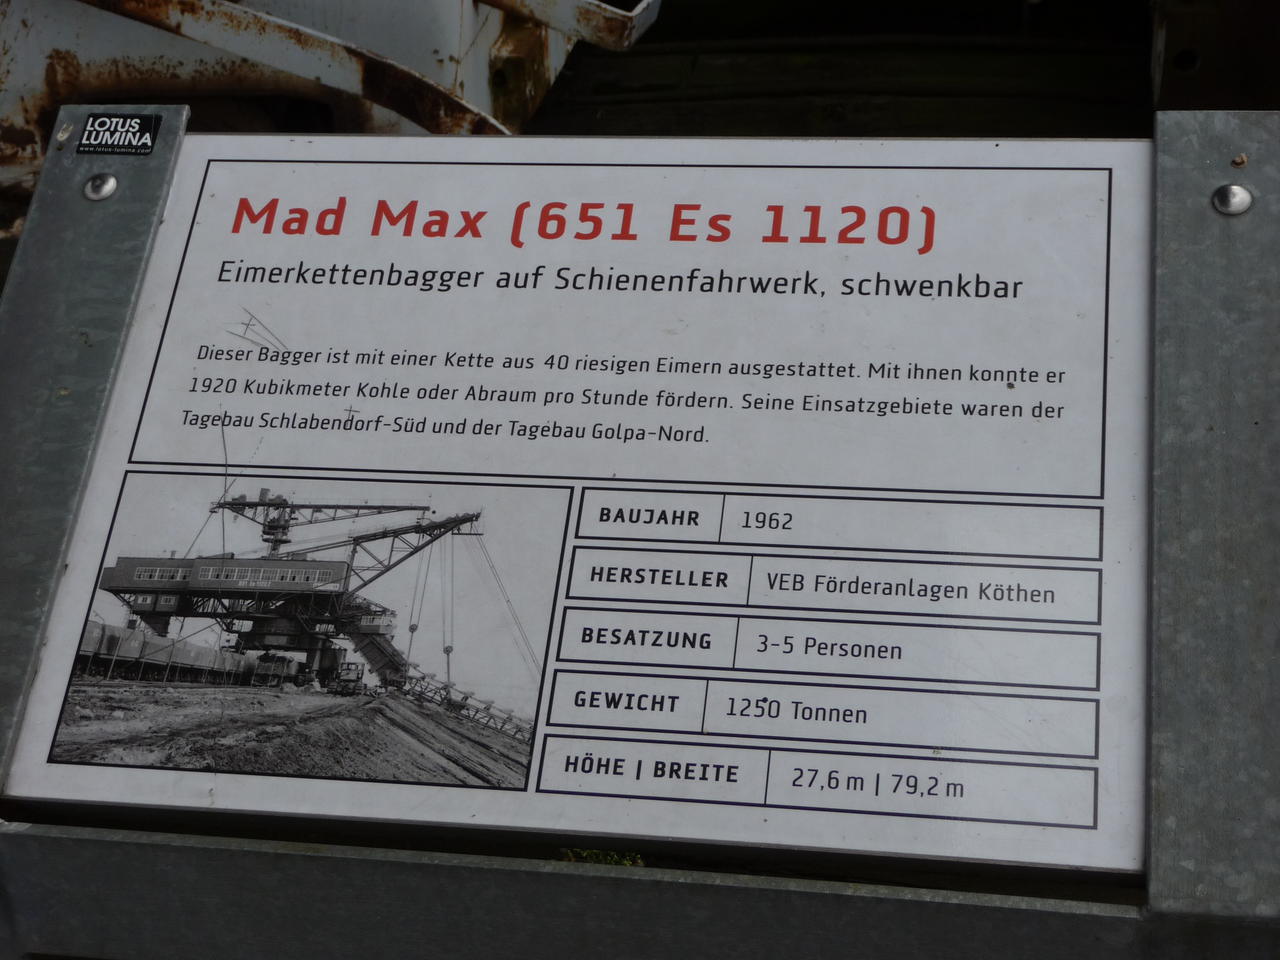 LOTUS
LUMINA
www.lotus-lumina.com
Mad Max (651 Es 1120)
Eimerkettenbagger auf Schienenfahrwerk, schwenkbar
Dieser Bagger ist mit einer Kette aus 40 riesigen Eimern ausgestattet. Mit ihnen konnte er
1920 Kubikmeter Kohle oder Abraum pro Stunde fördern. Seine Einsatzgebiete waren der
Tagebau Schlabendorf-Süd und der Tagebau Golpa-Nord.
BAUJAHR 1962
HERSTELLER VEB Förderanlagen Köthen
BESATZUNG 3-5 Personen
GEWICHT 1250 Tonnen
HÖHE | BREITE 27,6 m | 79,2 m